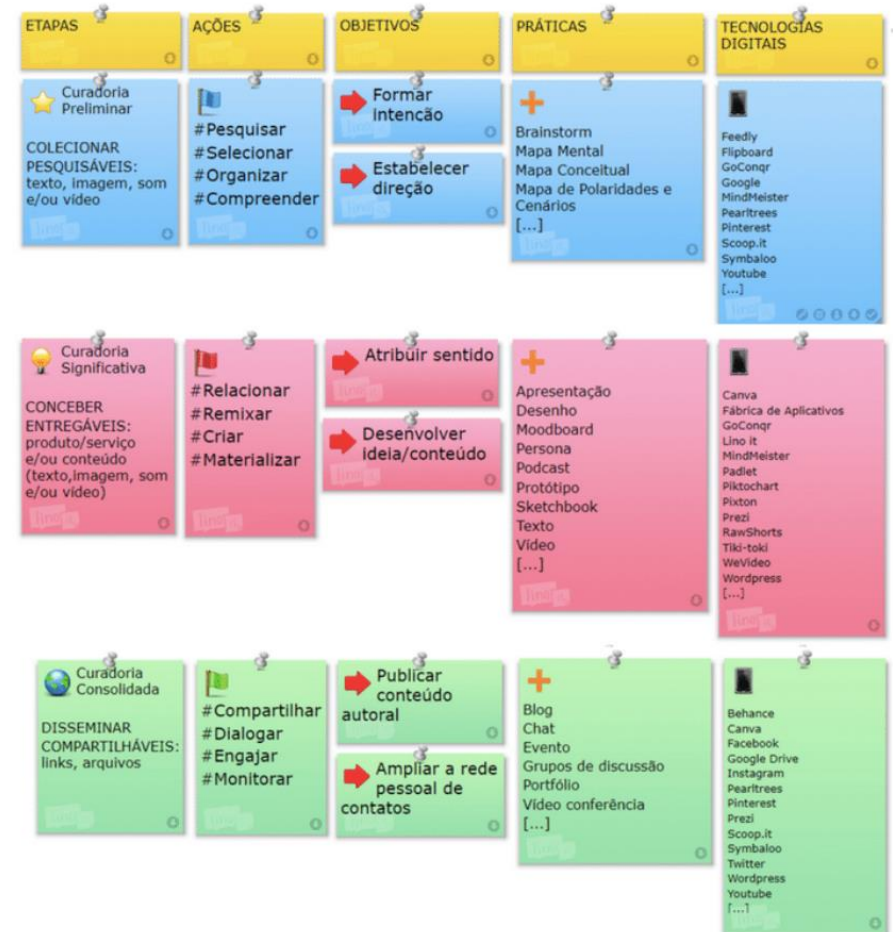 ETAPAS
AÇÕES
OBJETIVOS
PRÁTICAS
TECNOLOGIAS
DIGITAIS
Curadoria
Preliminar
COLECIONAR
PESQUISÁVEIS:
texto, imagem, som
e/ou vídeo
#Pesquisar
#Selecionar
#Organizar
#Compreender
Formar
intenção
Estabelecer
direção
Brainstorm
Mapa Mental
Mapa Conceitual
Mapa de Polaridades e
Cenários
[...]
Feedly
Flipboard
GoConqr
Google
MindMeister
Pearltrees
Pinterest
Scoop.it
Symbaloo
Youtube
[...]
Curadoria
Significativa
CONCEBER
ENTREGÁVEIS:
produto/serviço
e/ou conteúdo
(texto,imagem, som
e/ou vídeo)
#Relacionar
#Remixar
#Criar
#Materializar
Atribuir sentido
Desenvolver
ideia/conteúdo
Apresentação
Desenho
Moodboard
Persona
Podcast
Protótipo
Sketchbook
Texto
Vídeo
[...]
Canva
Fábrica de Aplicativos
GoConqr
Lino it
MindMeister
Padlet
Piktochart
Pixton
Prezi
RawShorts
Tiki-toki
WeVideo
Wordpress
[...]
Curadoria
Consolidada
DISSEMINAR
COMPARTILHÁVEIS:
links, arquivos
#Compartilhar
#Dialogar
#Engajar
#Monitorar
Publicar
conteúdo
autoral
Ampliar a rede
pessoal de
contatos
Blog
Chat
Evento
Grupos de discussão
Portfólio
Vídeo conferência
[...]
Behance
Canva
Facebook
Google Drive
Instagram
Pearltrees
Pinterest
Prezi
Scoop.it
Symbaloo
Twitter
Wordpress
Youtube
[...]